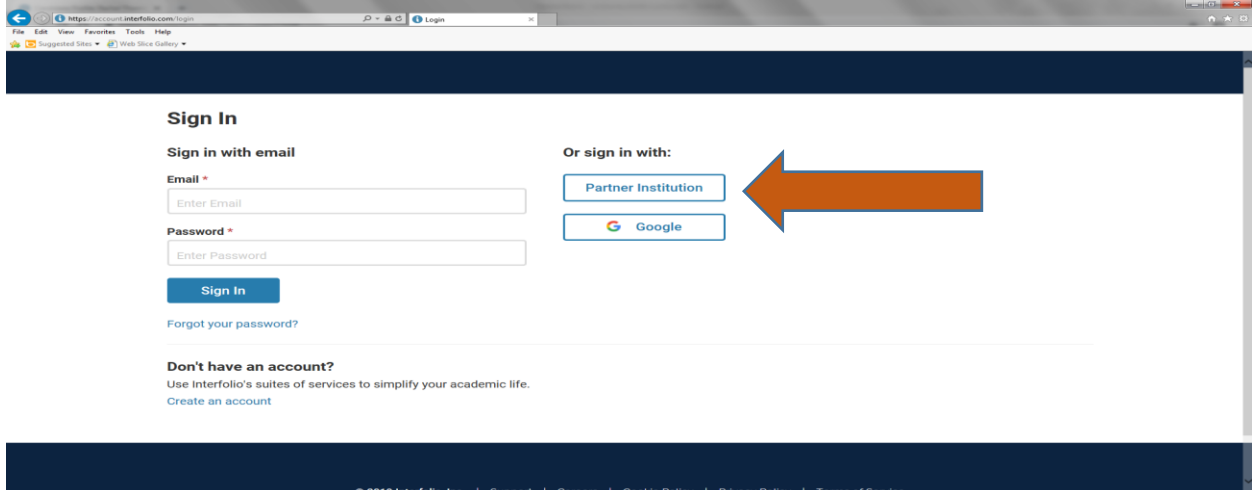 https://account.interfolio.com/login
Login
File Edit View Favorites Tools Help
Suggested Sites Web Slice Gallery
Sign In
Sign in with email
Or sign in with:
Email *
Enter Email
Partner Institution
Google
Password *
Enter Password
Sign In
Forgot your password?
Don't have an account?
Use Interfolio's suites of services to simplify your academic life.
Create an account